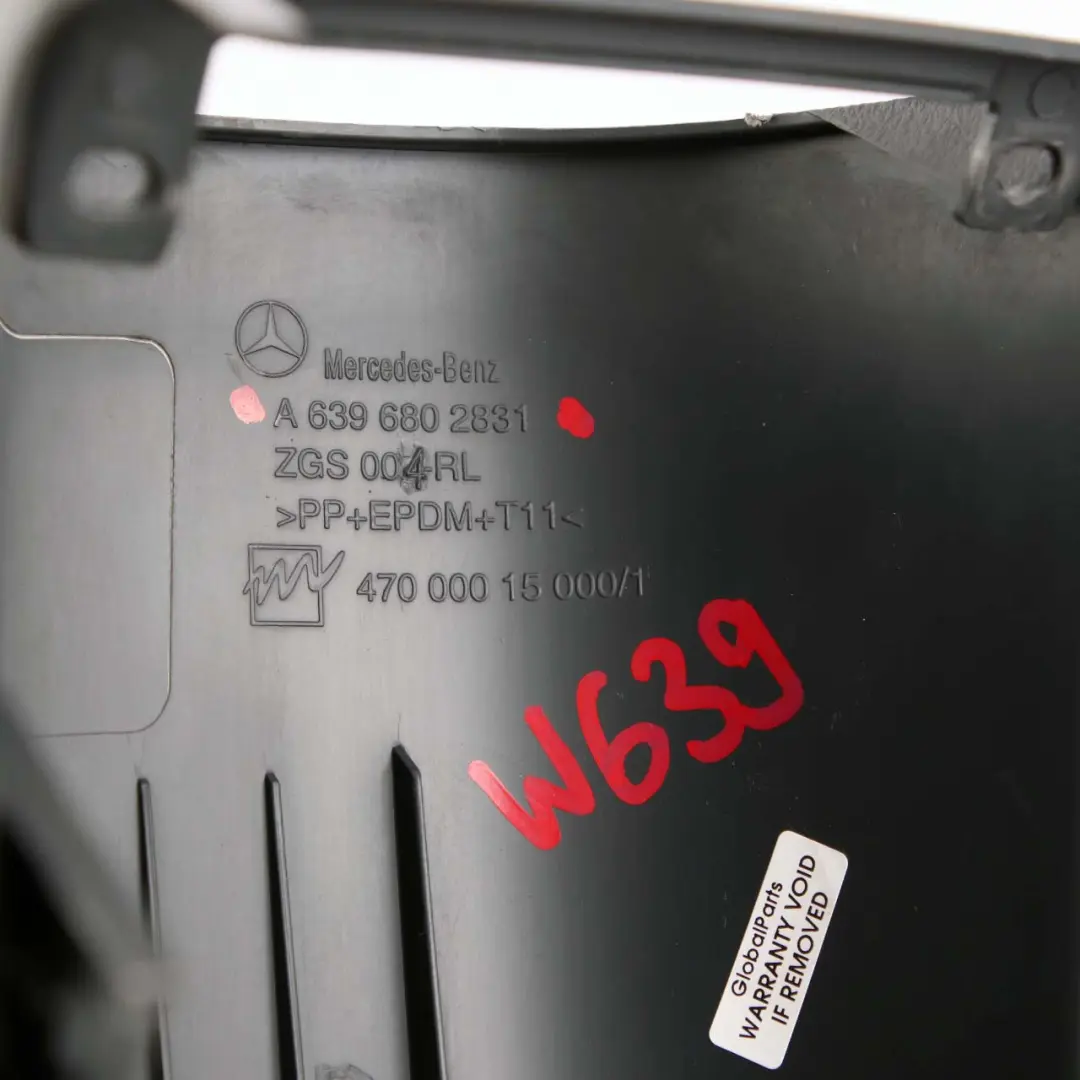 Mercedes-Benz
A 639 680 2831
ZGS 004 RL
>PP+EPDM+T11<
470 000 15 000/1
W639
GlobalParts
WARRANTY VOID
IF REMOVED